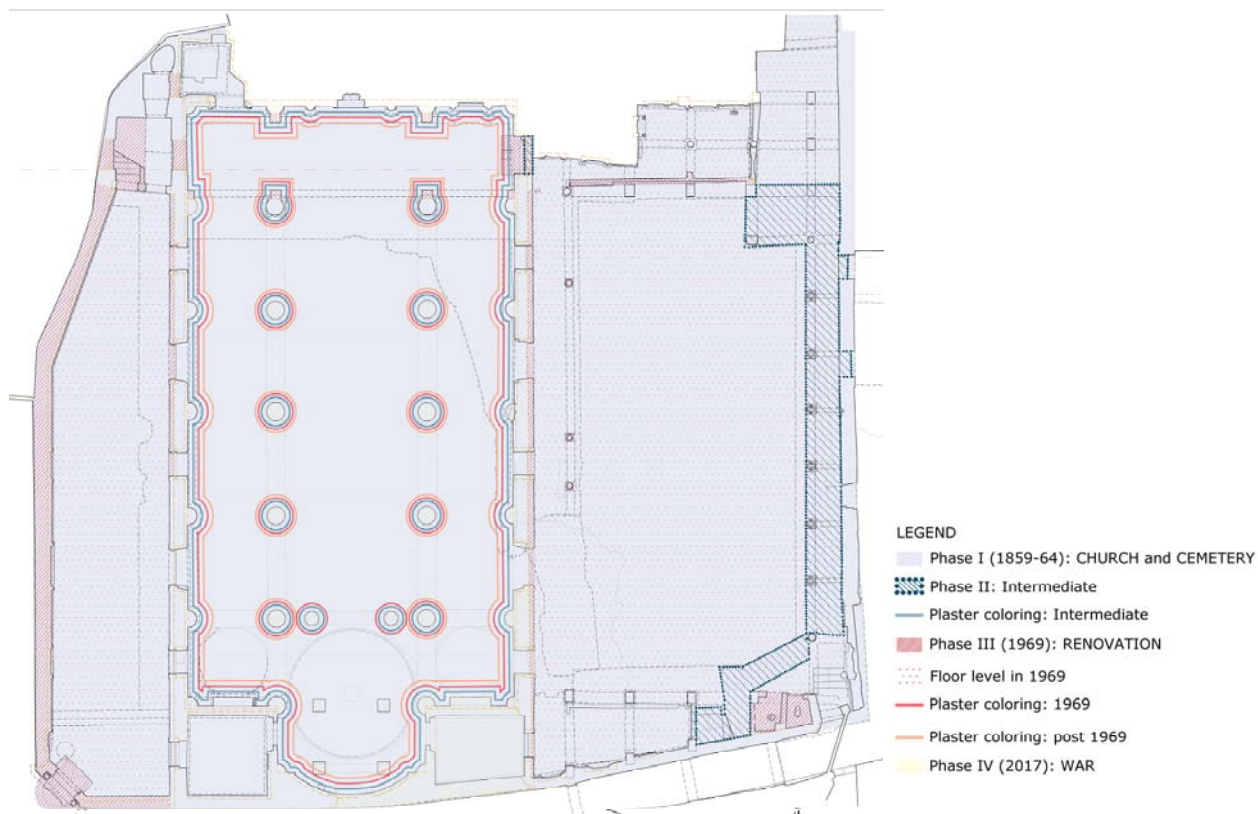 LEGEND
Phase I (1859-64): CHURCH and CEMETERY
Phase II: Intermediate
Plaster coloring: Intermediate
Phase III (1969): RENOVATION
Floor level in 1969
Plaster coloring: 1969
Plaster coloring: post 1969
Phase IV (2017): WAR